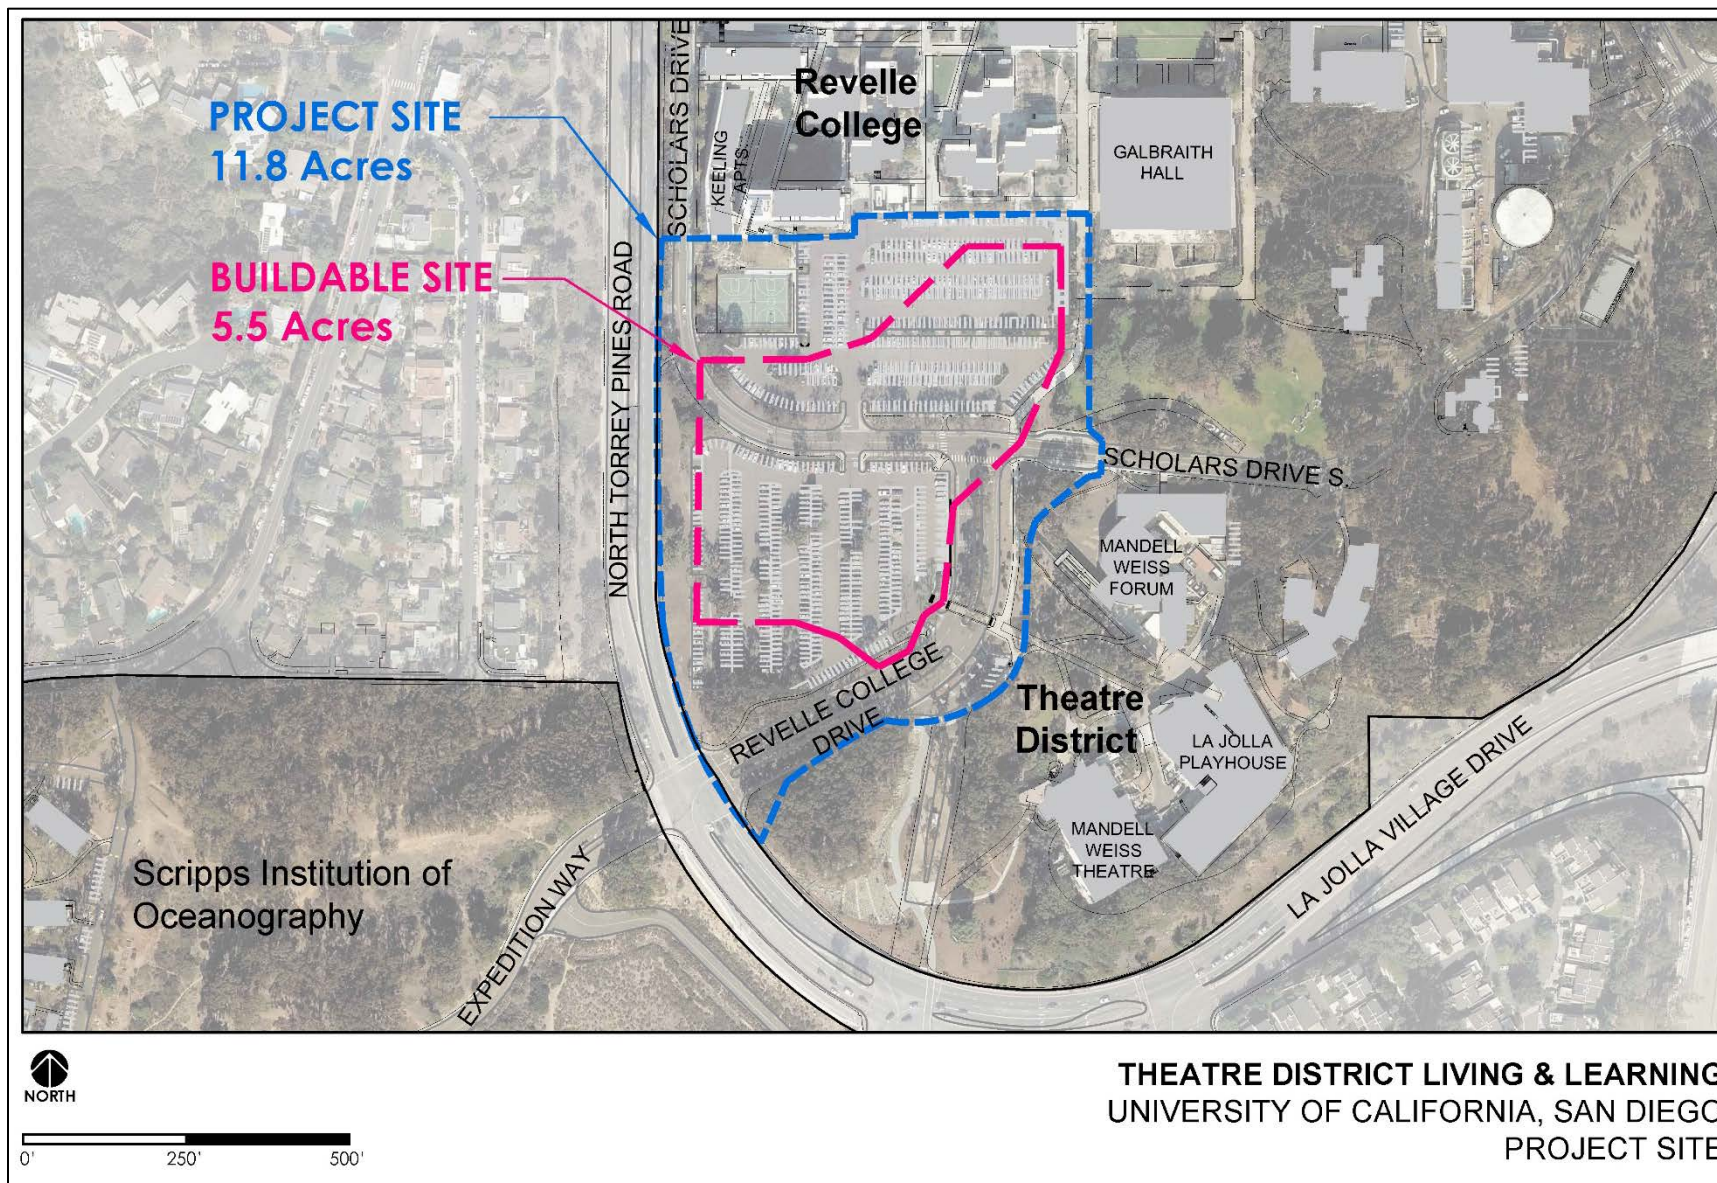 PROJECT SITE
11.8 Acres
BUILDABLE SITE
5.5 Acres
SCHOLARS DRIVE
Revelle
College
KEELING
APTS.
GALBRAITH
HALL
NORTH TORREY PINES ROAD
SCHOLARS DRIVE S.
MANDELL
WEISS
FORUM
REVELLE COLLEGE
DRIVE
Theatre
District
LA JOLLA
PLAYHOUSE
MANDELL
WEISS
THEATRE
LA JOLLA VILLAGE DRIVE
Scripps Institution of
Oceanography
EXPEDITION WAY
NORTH
0' 250' 500'
THEATRE DISTRICT LIVING & LEARNING
UNIVERSITY OF CALIFORNIA, SAN DIEGO
PROJECT SITE